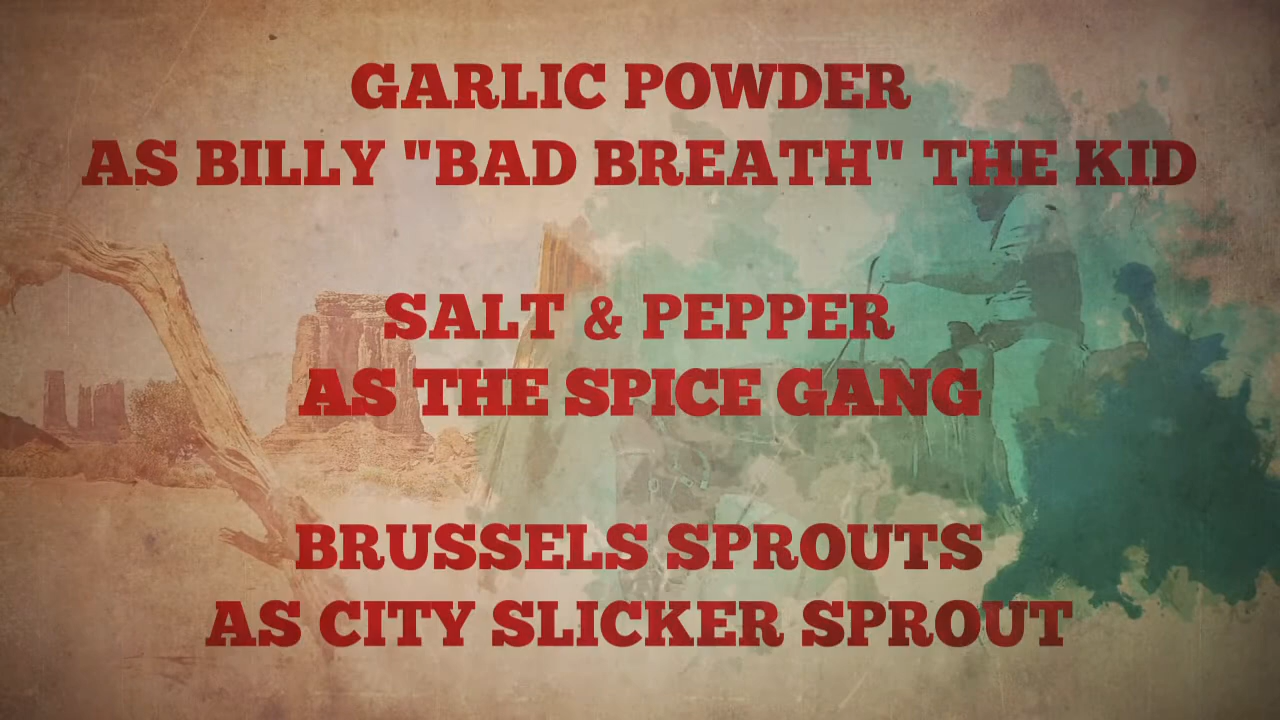 GARLIC POWDER
AS BILLY "BAD BREATH" THE KID
SALT & PEPPER
AS THE SPICE GANG
BRUSSELS SPROUTS
AS CITY SLICKER SPROUT